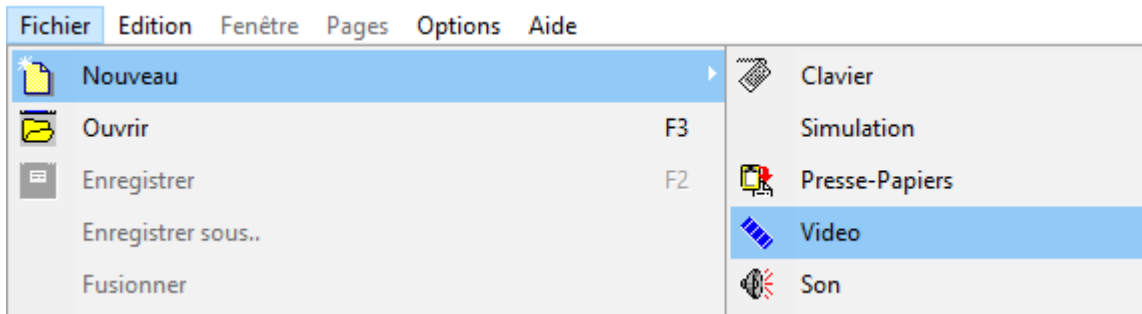 Fichier Edition Fenêtre Pages Options Aide
Nouveau
Ouvrir F3
Enregistrer F2
Enregistrer sous..
Fusionner
Clavier
Simulation
Presse-Papiers
Video
Son